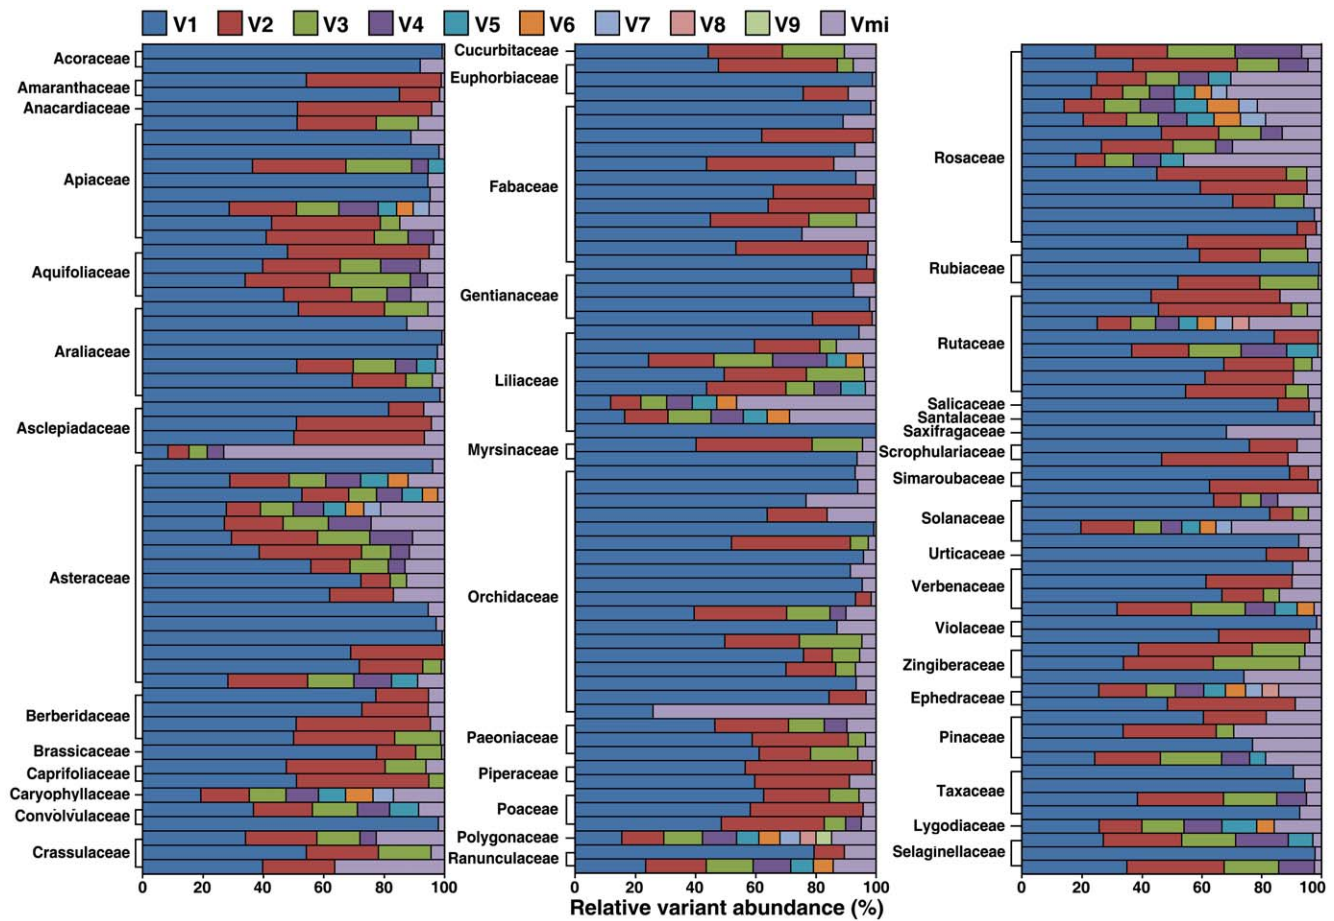 V1 V2 V3 V4 V5 V6 V7 V8 V9 Vmi
Acoraceae
Amaranthaceae
Anacardiaceae
Apiaceae
Aquifoliaceae
Araliaceae
Asclepiadaceae
Asteraceae
Berberidaceae
Brassicaceae
Caprifoliaceae
Caryophyllaceae
Convolvulaceae
Crassulaceae
0 20 40 60 80 100
Cucurbitaceae
Euphorbiaceae
Fabaceae
Gentianaceae
Liliaceae
Myrsinaceae
Orchidaceae
Paeoniaceae
Piperaceae
Poaceae
Polygonaceae
Ranunculaceae
0 20 40 60 80 100
Rosaceae
Rubiaceae
Rutaceae
Salicaceae
Santalaceae
Saxifragaceae
Scrophulariaceae
Simaroubaceae
Solanaceae
Urticaceae
Verbenaceae
Violaceae
Zingiberaceae
Ephedraceae
Pinaceae
Taxaceae
Lygodiaceae
Selaginellaceae
0 20 40 60 80 100
Relative variant abundance (%)